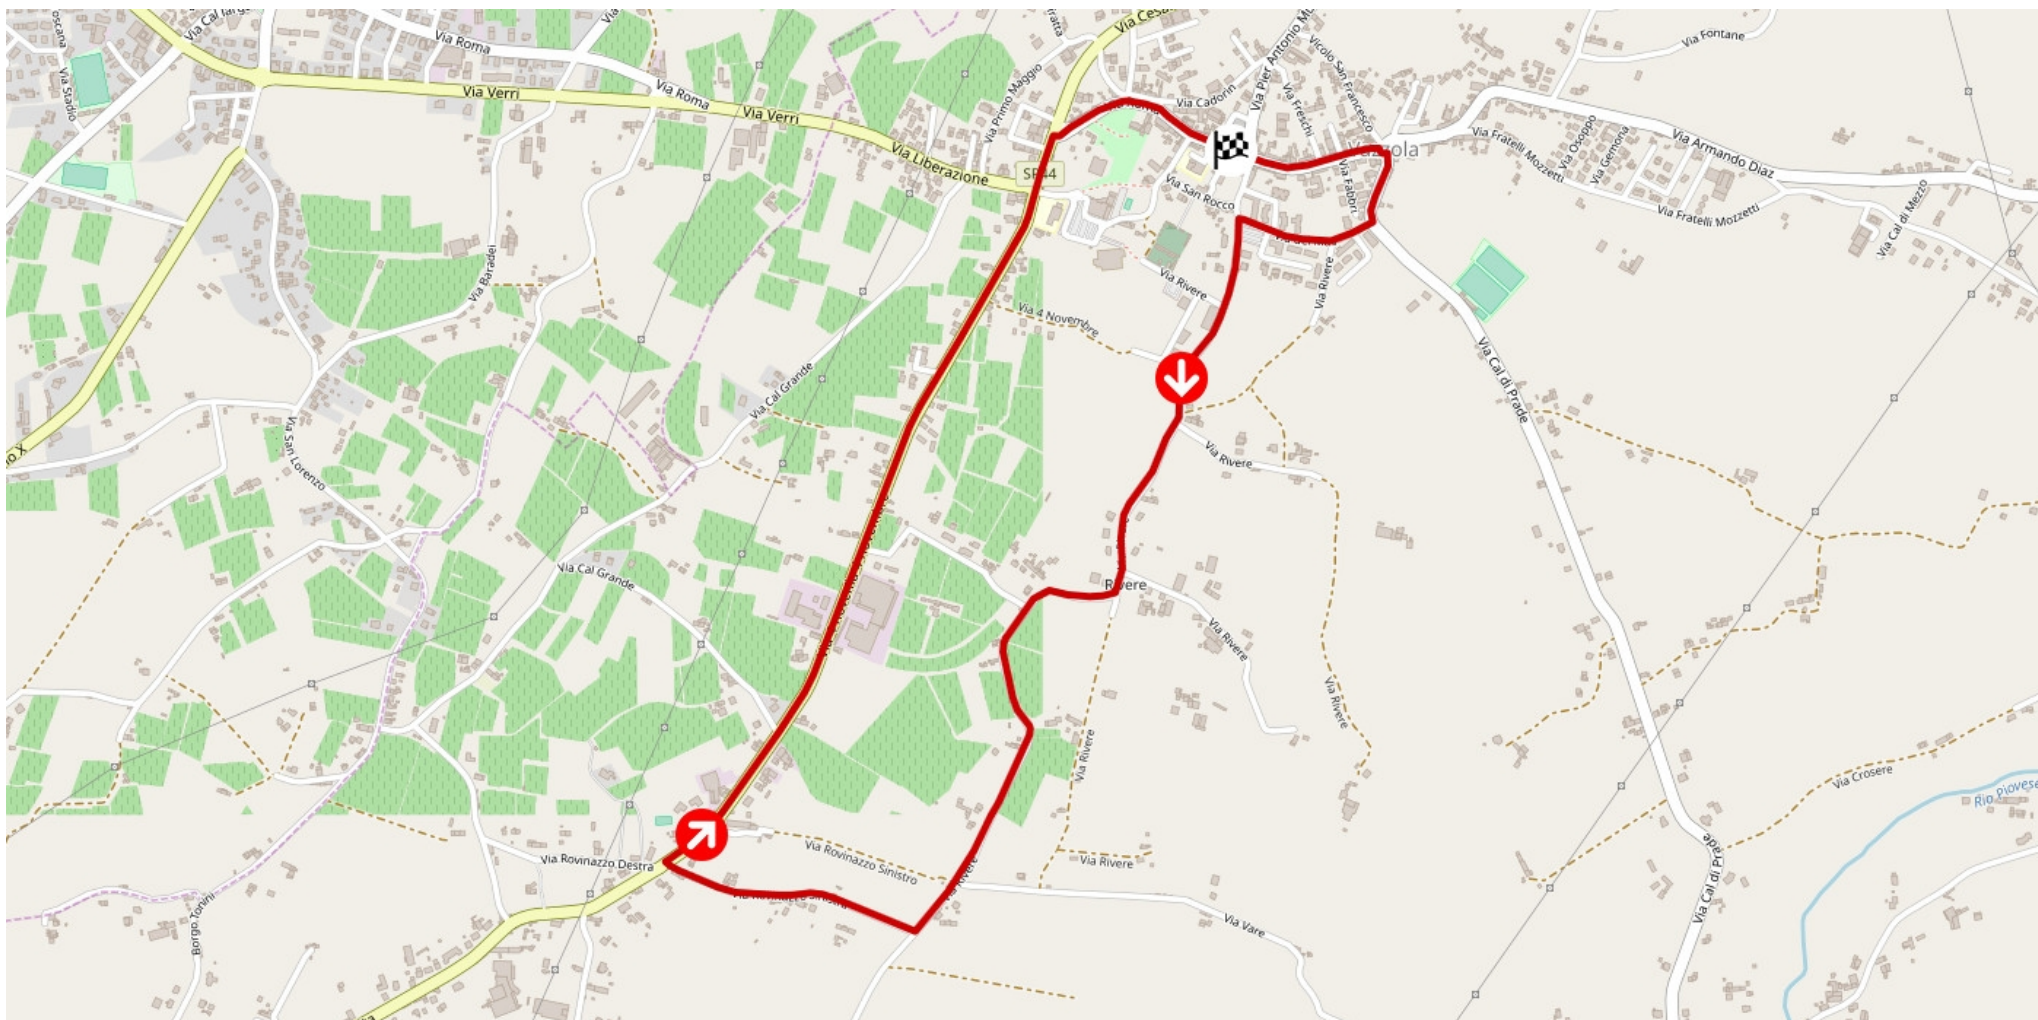 Via Roma
Via Stadio
Via Verri
Via Roma
Via Verri
Via Liberazione
Via Primo Maggio
Via Cadorin
Via Pier Antonio
Vicolo San Francesco
Via Freschi
Via Fontane
Via San Rocco
Via Fabbri
Via Fratelli Mozzetti
Via Osoppo
Via Gemona
Via Armando Diaz
Via Fratelli Mozzetti
Via Cal di Mezzo
Via Baradei
Via Rivere
Via Rivere
Via 4 Novembre
Via Cal Grande
Via Cal di Prade
Via San Lorenzo
Via Rivere
Via Cal Grande
Rivere
Via Rivere
Via Rivere
Via Rivere
Via Crosere
Via Rovinazzo Destra
Via Rovinazzo Sinistro
Via Rivere
Via Cal di Prade
Borgo Tonini
Via Vare